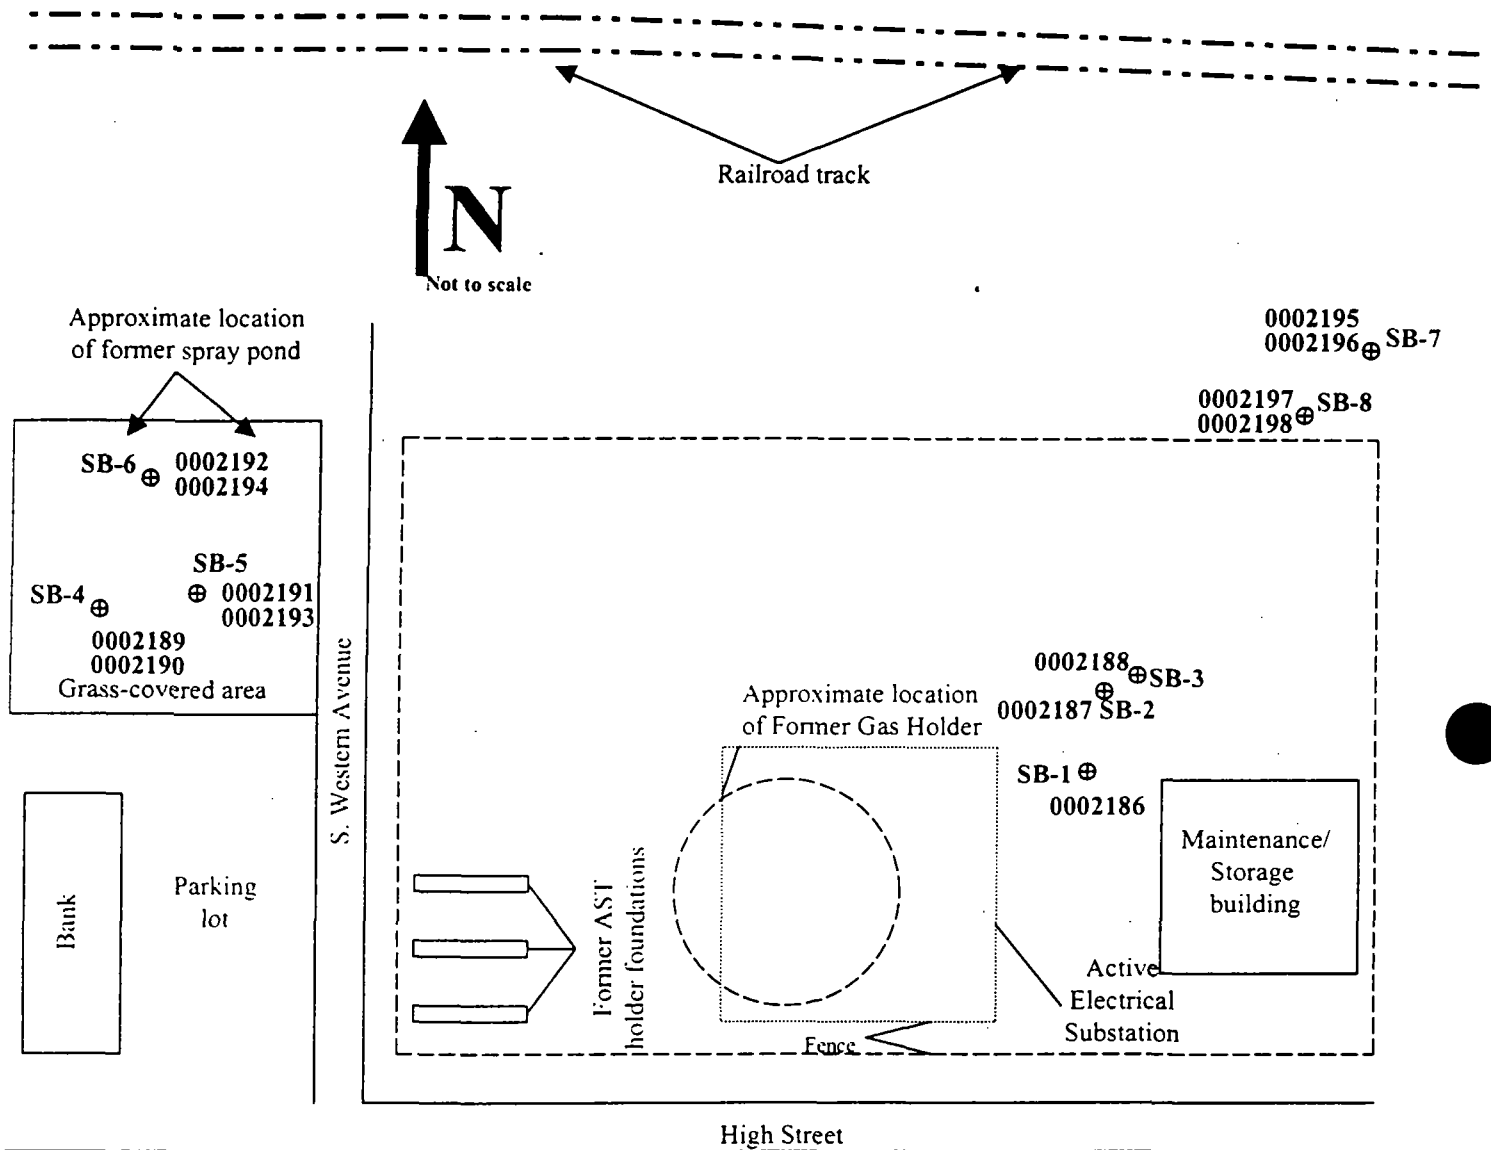 Railroad track
N
Not to scale
Approximate location
of former spray pond
0002195
0002196
SB-7
0002197
0002198
SB-8
SB-6
0002192
0002194
SB-5
0002191
0002193
SB-4
0002189
0002190
Grass-covered area
S. Western Avenue
0002188
SB-3
0002187 SB-2
Approximate location
of Former Gas Holder
SB-1
0002186
Maintenance/
Storage
building
Bank
Parking
lot
Former AST
holder foundations
Active
Electrical
Substation
Fence
High Street